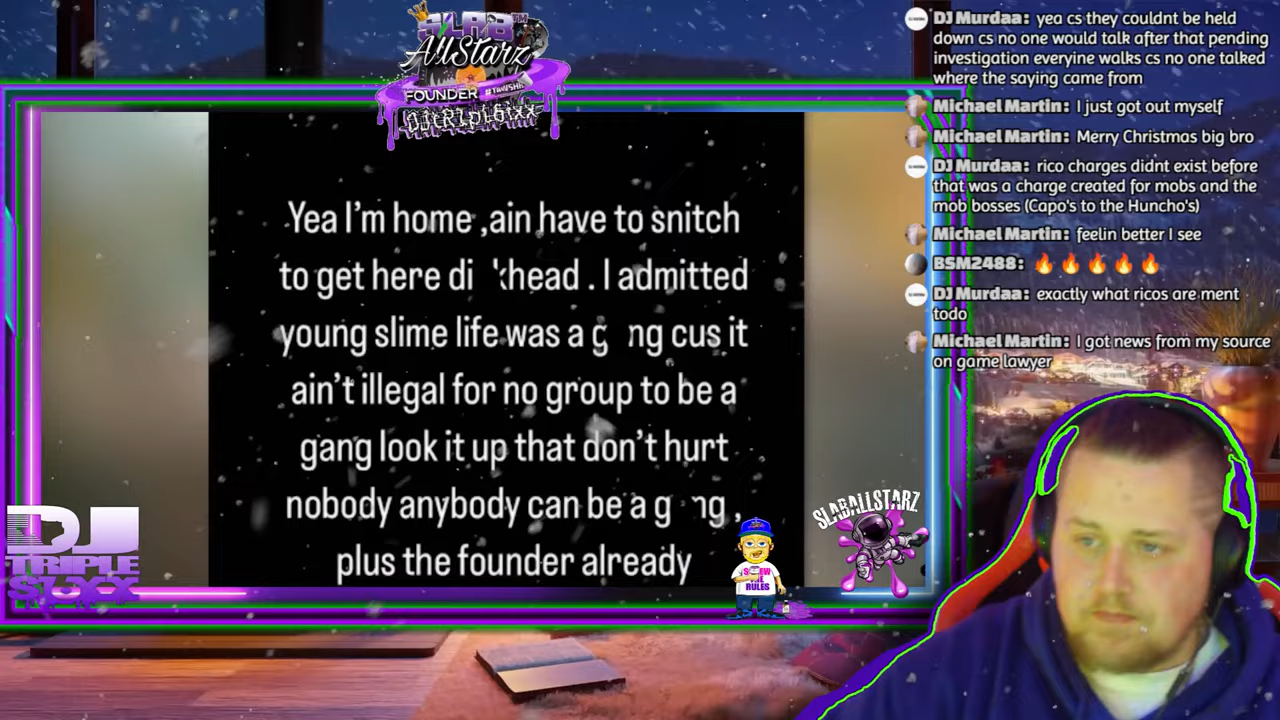 SLAB™
AllStarz
FOUNDER
DJTR1PL6IXX
Yea I'm home ,ain have to snitch
to get here di 'khead . I admitted
young slime life was a g ng cus it
ain't illegal for no group to be a
gang look it up that don't hurt
nobody anybody can be a g ng ,
plus the founder already
DJ
TRIPLE
SIXX
SLABALLSTARZ
RULES
DJ Murdaa: yea cs they couldnt be held
down cs no one would talk after that pending
investigation everyine walks cs no one talked
where the saying came from
Michael Martin: I just got out myself
Michael Martin: Merry Christmas big bro
DJ Murdaa: rico charges didnt exist before
that was a charge created for mobs and the
mob bosses (Capo's to the Huncho's)
Michael Martin: feelin better I see
BSM2488: 🔥🔥🔥🔥🔥
DJ Murdaa: exactly what ricos are ment
todo
Michael Martin: I got news from my source
on game lawyer